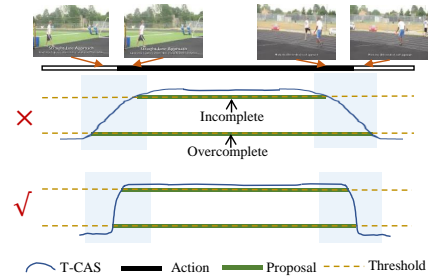 Incomplete
Overcomplete
T-CAS
Action
Proposal
Threshold